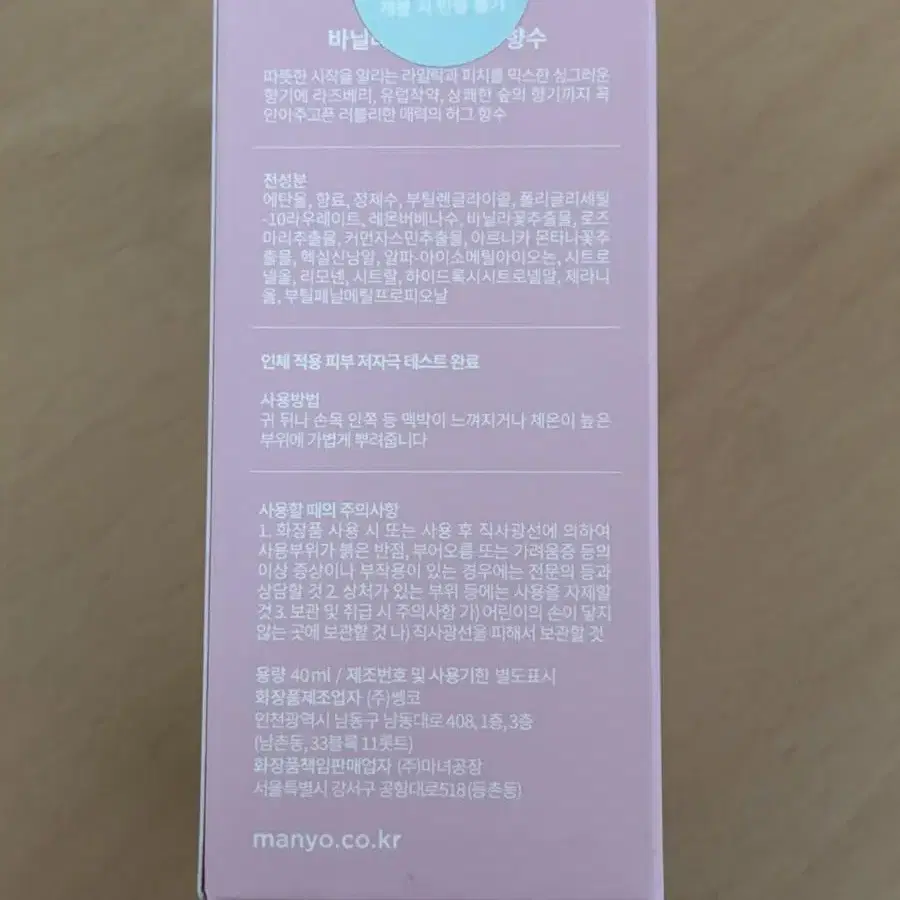 개봉 시 반품 불가
바닐 향수
따뜻한 시작을 알리는 라일락과 피치를 믹스한 싱그러운
향기에 라즈베리, 유럽작약, 상쾌한 숲의 향기까지 꼭
안아주고픈 러블리한 매력의 허그 향수
전성분
에탄올, 향료, 정제수, 부틸렌글라이콜, 폴리글리세틸
-10라우레이트, 레몬버베나수, 바닐라꽃추출물, 로즈
마리추출물, 커먼자스민추출물, 아르니카 몬타나꽃추
출물, 헥실신남알, 알파-아이소메틸아이오논, 시트로
넬올, 리모넨, 시트랄, 하이드록시시트로넬알, 제라니
올, 부틸페닐메틸프로피오날
인체 적용 피부 저자극 테스트 완료
사용방법
귀 뒤나 손목 안쪽 등 맥박이 느껴지거나 체온이 높은
부위에 가볍게 뿌려줍니다
사용할 때의 주의사항
1. 화장품 사용 시 또는 사용 후 직사광선에 의하여
사용부위가 붉은 반점, 부어오름 또는 가려움증 등의
이상 증상이나 부작용이 있는 경우에는 전문의 등과
상담할 것 2. 상처가 있는 부위 등에는 사용을 자제할
것 3. 보관 및 취급 시 주의사항 가) 어린이의 손이 닿지
않는 곳에 보관할 것 나) 직사광선을 피해서 보관할 것
용량 40ml / 제조번호 및 사용기한 별도표시
화장품제조업자 (주)쎈코
인천광역시 남동구 남동대로 408, 1층, 3층
(남촌동, 33블록 11롯트)
화장품책임판매업자 (주)마녀공장
서울특별시 강서구 공항대로518 (등촌동)
manyo.co.kr